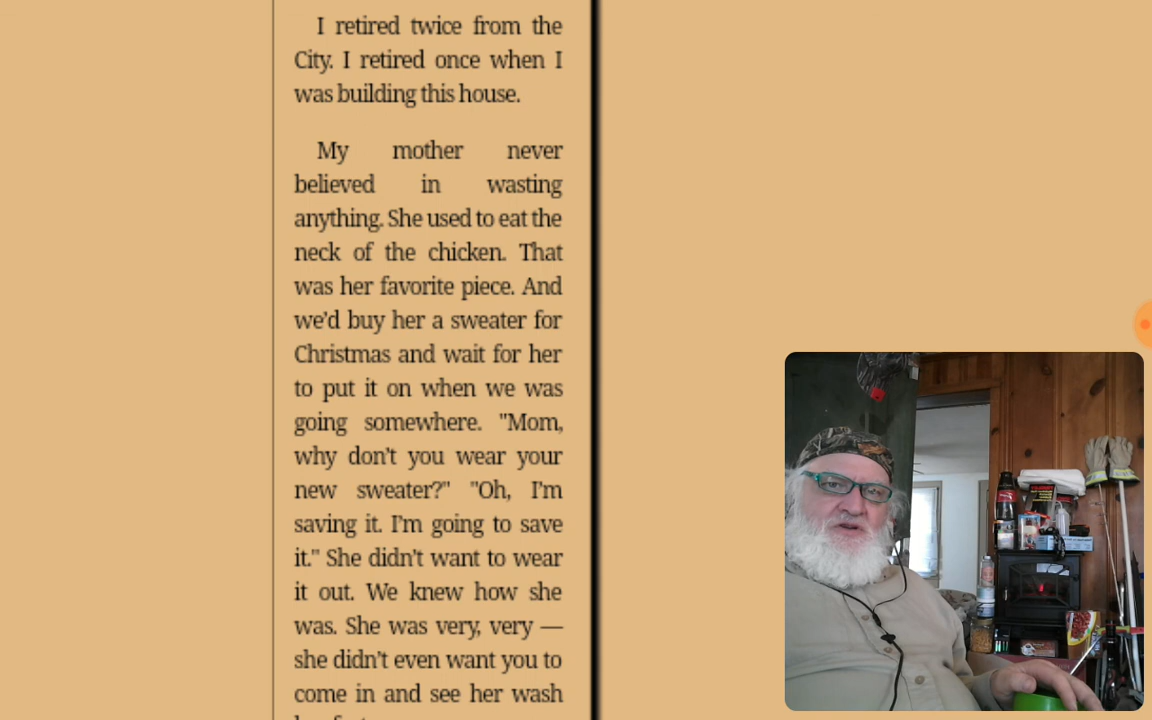 I retired twice from the
City. I retired once when I
was building this house.
My mother never
believed in wasting
anything. She used to eat the
neck of the chicken. That
was her favorite piece. And
we'd buy her a sweater for
Christmas and wait for her
to put it on when we was
going somewhere. "Mom,
why don't you wear your
new sweater?" "Oh, I'm
saving it. I'm going to save
it." She didn't want to wear
it out. We knew how she
was. She was very, very —
she didn't even want you to
come in and see her wash